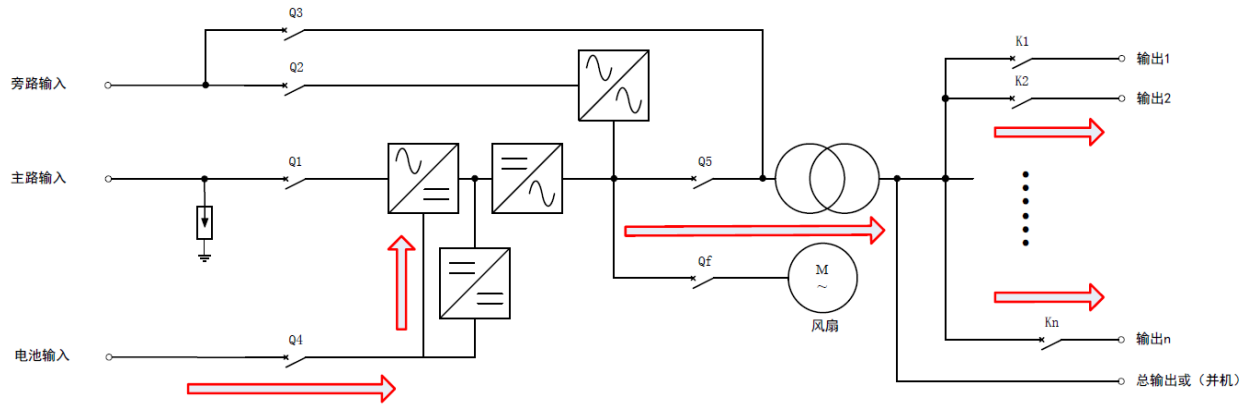 Q3
K1
输出1
旁路输入
Q2
K2
输出2
主路输入
Q1
Q5
Qf
M
~
风扇
电池输入
Q4
Kn
输出n
总输出或（并机）